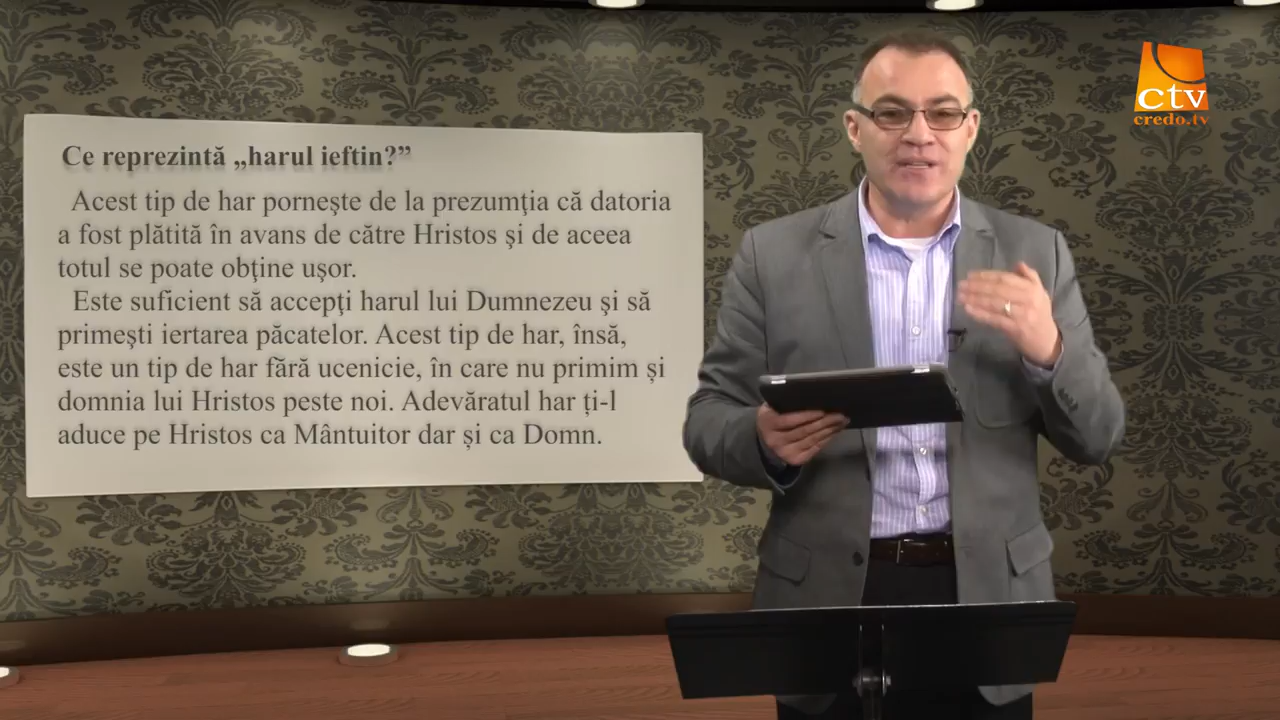 Ce reprezintă „harul ieftin?”
Acest tip de har porneşte de la prezumţia că datoria
a fost plătită în avans de către Hristos şi de aceea
totul se poate obţine uşor.
Este suficient să accepţi harul lui Dumnezeu şi să
primeşti iertarea păcatelor. Acest tip de har, însă,
este un tip de har fără ucenicie, în care nu primim și
domnia lui Hristos peste noi. Adevăratul har ți-l
aduce pe Hristos ca Mântuitor dar și ca Domn.
ctv
credo.tv